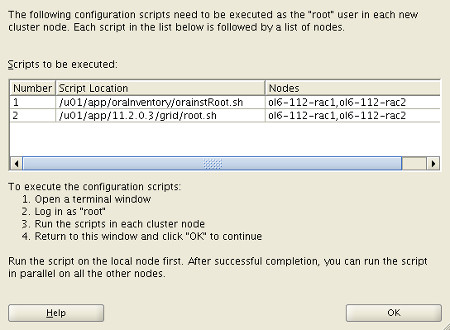 The following configuration scripts need to be executed as the "root" user in each new
cluster node. Each script in the list below is followed by a list of nodes.
Scripts to be executed:
Number Script Location Nodes
1 /u01/app/oraInventory/orainstRoot.sh ol6-112-rac1,ol6-112-rac2
2 /u01/app/11.2.0.3/grid/root.sh ol6-112-rac1,ol6-112-rac2
To execute the configuration scripts:
1. Open a terminal window
2. Log in as "root"
3. Run the scripts in each cluster node
4. Return to this window and click "OK" to continue
Run the script on the local node first. After successful completion, you can run the script
in parallel on all the other nodes.
Help OK